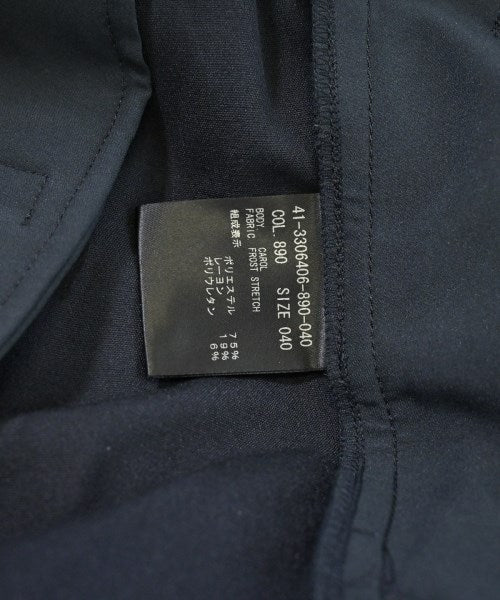 41-3306406-890-040
COL. 890 SIZE 040
BODY CAROL
FABRIC FROST STRETCH
組成表示
ポリエステル 75%
レーヨン 19%
ポリウレタン 6%